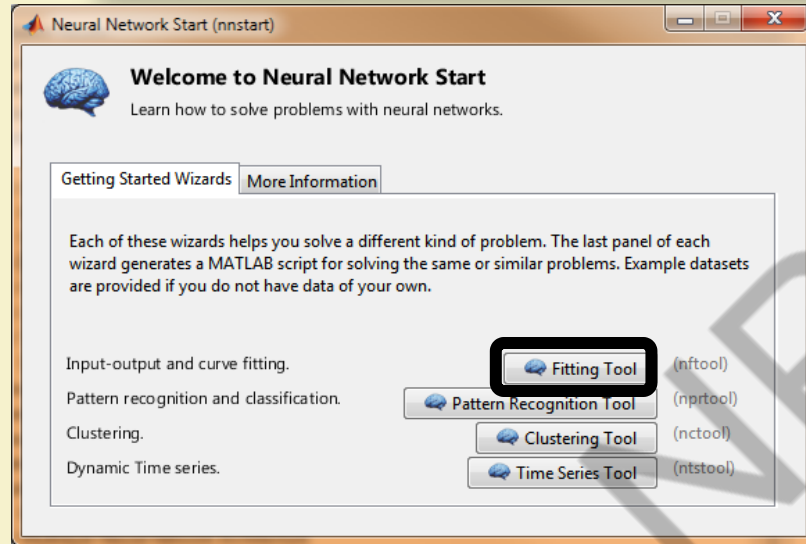 Neural Network Start (nnstart)
Welcome to Neural Network Start
Learn how to solve problems with neural networks.
Getting Started Wizards More Information
Each of these wizards helps you solve a different kind of problem. The last panel of each
wizard generates a MATLAB script for solving the same or similar problems. Example datasets
are provided if you do not have data of your own.
Input-output and curve fitting. Fitting Tool (nftool)
Pattern recognition and classification. Pattern Recognition Tool (nprtool)
Clustering. Clustering Tool (nctool)
Dynamic Time series. Time Series Tool (ntstool)